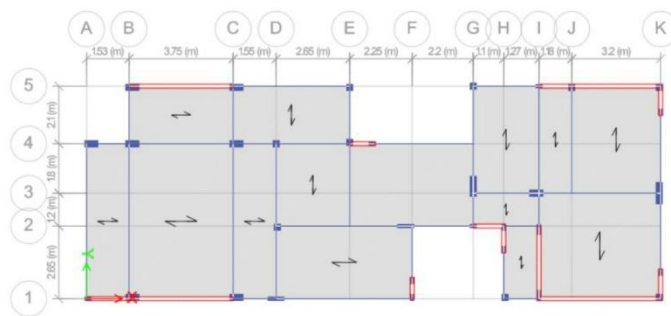 A B C D E F G H I J K
1.53 (m) 3.75 (m) 1.55 (m) 2.65 (m) 2.25 (m) 2.2 (m) 1.1 (m) 1.27 (m) 1.18 (m) 3.2 (m)
5
2.1 (m)
4
1.8 (m)
3
1.2 (m)
2
2.65 (m)
1
Y
X